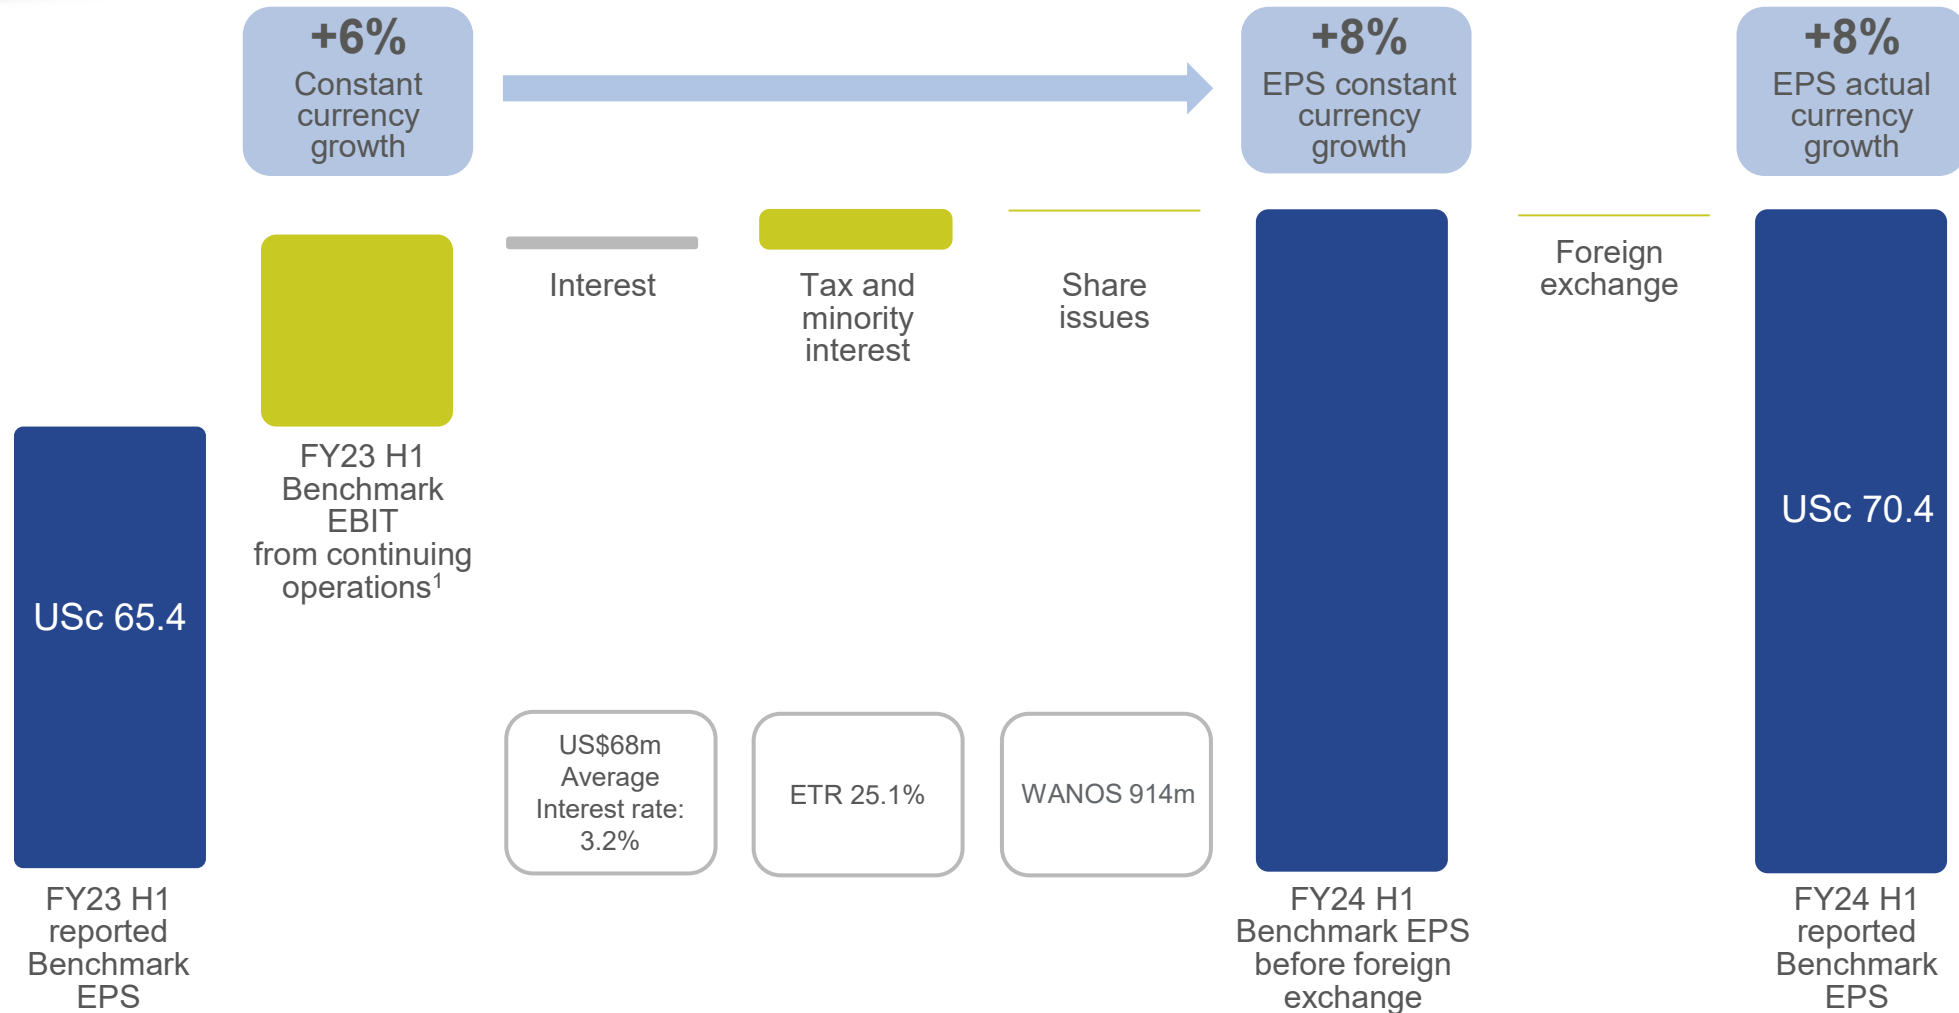 +6%
Constant
currency
growth
+8%
EPS constant
currency
growth
+8%
EPS actual
currency
growth
Interest
Tax and
minority
interest
Share
issues
Foreign
exchange
FY23 H1
Benchmark
EBIT
from continuing
operations¹
USc 65.4
USc 70.4
US$68m
Average
Interest rate:
3.2%
ETR 25.1%
WANOS 914m
FY23 H1
reported
Benchmark
EPS
FY24 H1
Benchmark EPS
before foreign
exchange
FY24 H1
reported
Benchmark
EPS